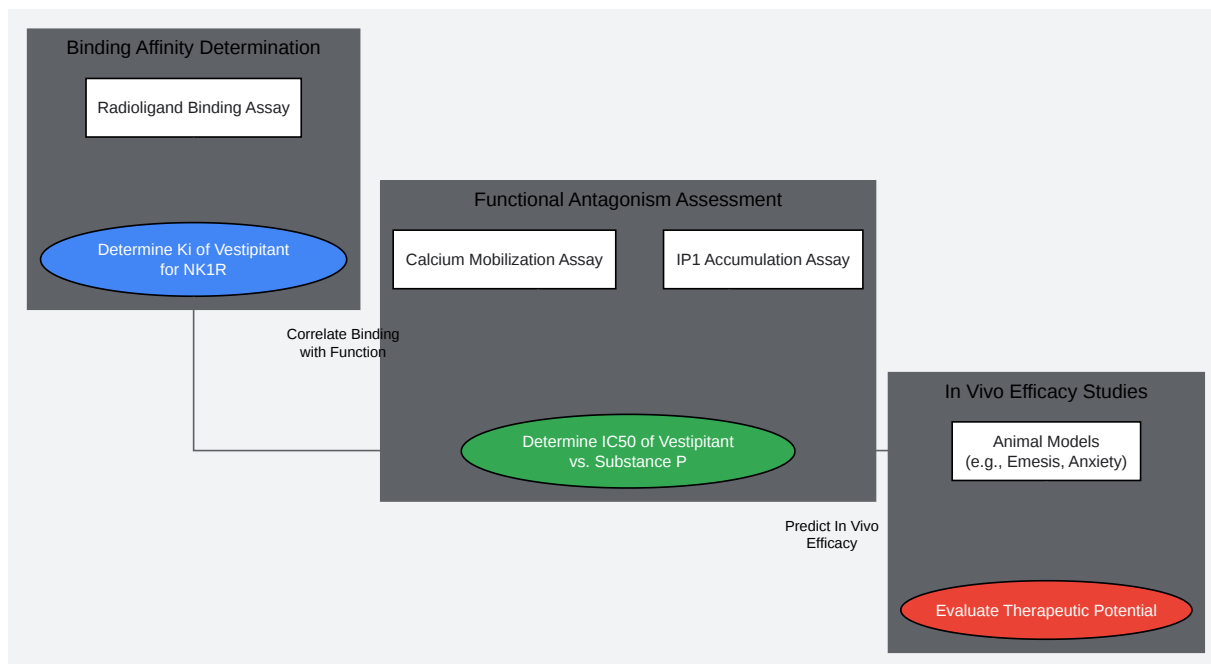 Binding Affinity Determination
Radioligand Binding Assay
Determine Ki of Vestipitant
for NK1R
Correlate Binding
with Function
Functional Antagonism Assessment
Calcium Mobilization Assay
IP1 Accumulation Assay
Determine IC50 of Vestipitant
vs. Substance P
Predict In Vivo
Efficacy
In Vivo Efficacy Studies
Animal Models
(e.g., Emesis, Anxiety)
Evaluate Therapeutic Potential